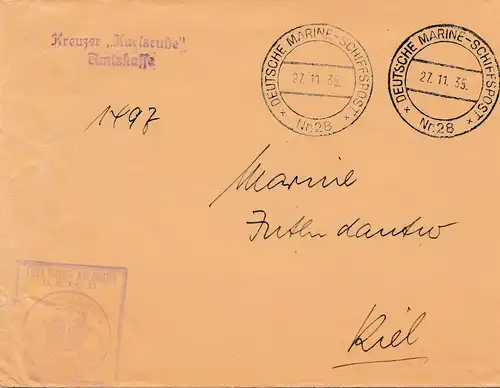 Kreuzer „Karlsruhe"
Amtskasse
DEUTSCHE MARINE-SCHIFFSPOST
27.11.35.
* Nr.28 *
DEUTSCHE MARINE-SCHIFFSPOST
27.11.35.
* Nr.28 *
1497
Marine
Intendantur
Kiel